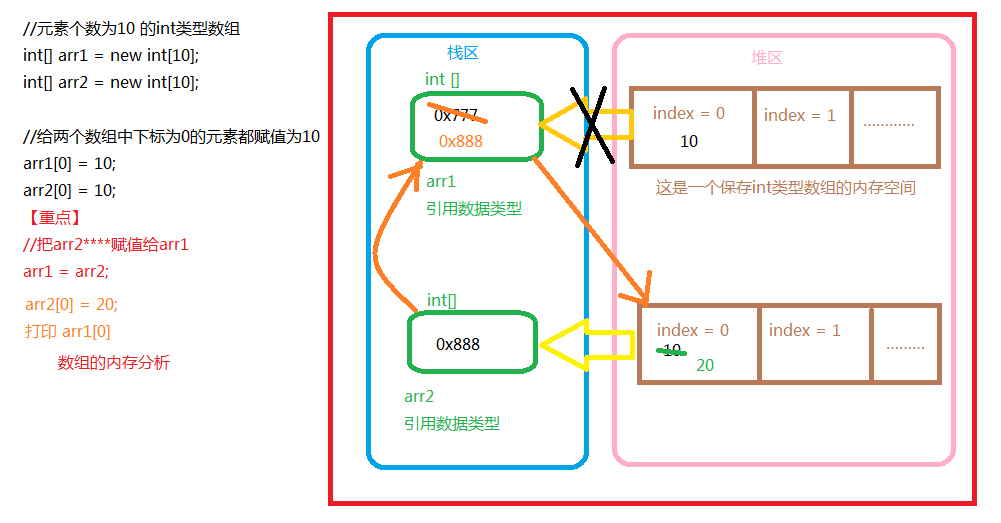 //元素个数为10 的int类型数组
int[] arr1 = new int[10];
int[] arr2 = new int[10];
//给两个数组中下标为0的元素都赋值为10
arr1[0] = 10;
arr2[0] = 10;
【重点】
//把arr2****赋值给arr1
arr1 = arr2;
arr2[0] = 20;
打印 arr1[0]
数组的内存分析
栈区
int []
0x777
0x888
arr1
引用数据类型
int[]
0x888
arr2
引用数据类型
堆区
index = 0
10
index = 1
............
这是一个保存int类型数组的内存空间
index = 0
10
20
index = 1
.........